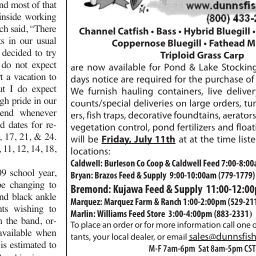 nd most of that
inside working
ch said, "There
ts in our usual
decided to try
do not expect
t a vacation to
ut I do expect
gh pride in our
end whenever
d dates for re-
, 17, 21, & 24.
, 11, 12, 14, 18,
09 school year,
be changing to
nd black ankle
nts wishing to
n the band, or-
available when
is estimated to
www.dunnsfis
(800) 433-2
Channel Catfish • Bass • Hybrid Bluegill •
Coppernose Bluegill • Fathead M
Triploid Grass Carp
are now available for Pond & Lake Stocking
days notice are required for the purchase of
We furnish hauling containers, live delivery
counts/special deliveries on large orders, tur
ers, fish traps, decorative foundtains, aerators
vegetation control, pond fertilizers and floati
will be Friday, July 11th at at the time listed
locations:
Caldwell: Burleson Co Coop & Caldwell Feed 7:00-8:00a
Bryan: Brazos Feed & Supply 9:00-10:00am (779-1779)
Bremond: Kujawa Feed & Supply 11:00-12:00p
Marquez: Marquez Farm & Ranch 1:00-2:00pm (529-211
Marlin: Williams Feed Store 3:00-4:00pm (883-2331)
To place an order or for more information call one o
tants, your local dealer, or email sales@dunnsfish
M-F 7am-6pm Sat 8am-5pm CST